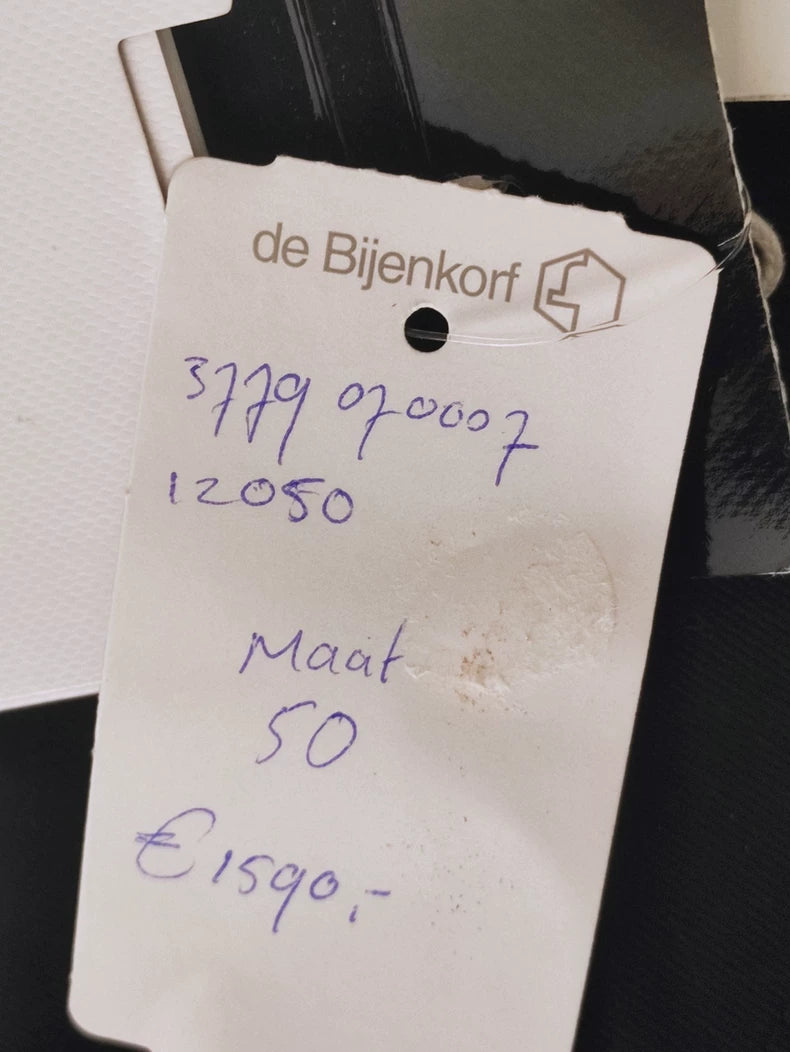 de Bijenkorf
3779 070007
12050
Maat
50
€1590,-